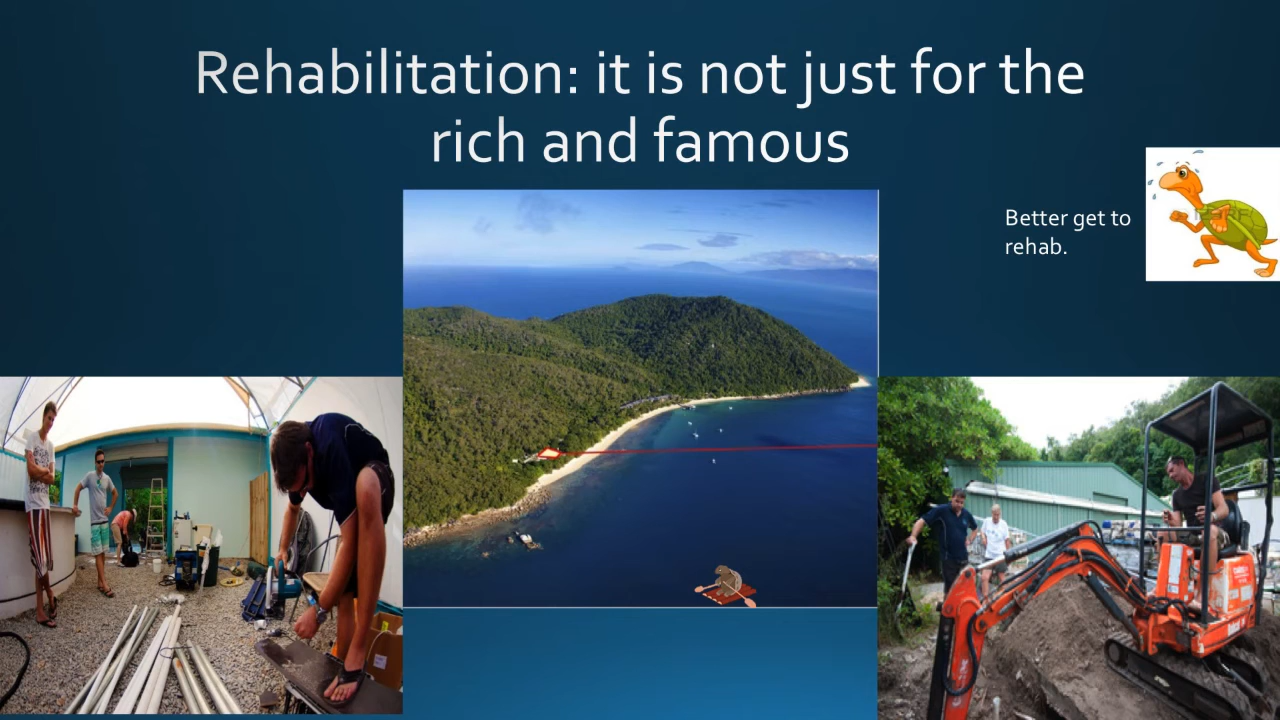 Rehabilitation: it is not just for the
rich and famous
Better get to
rehab.